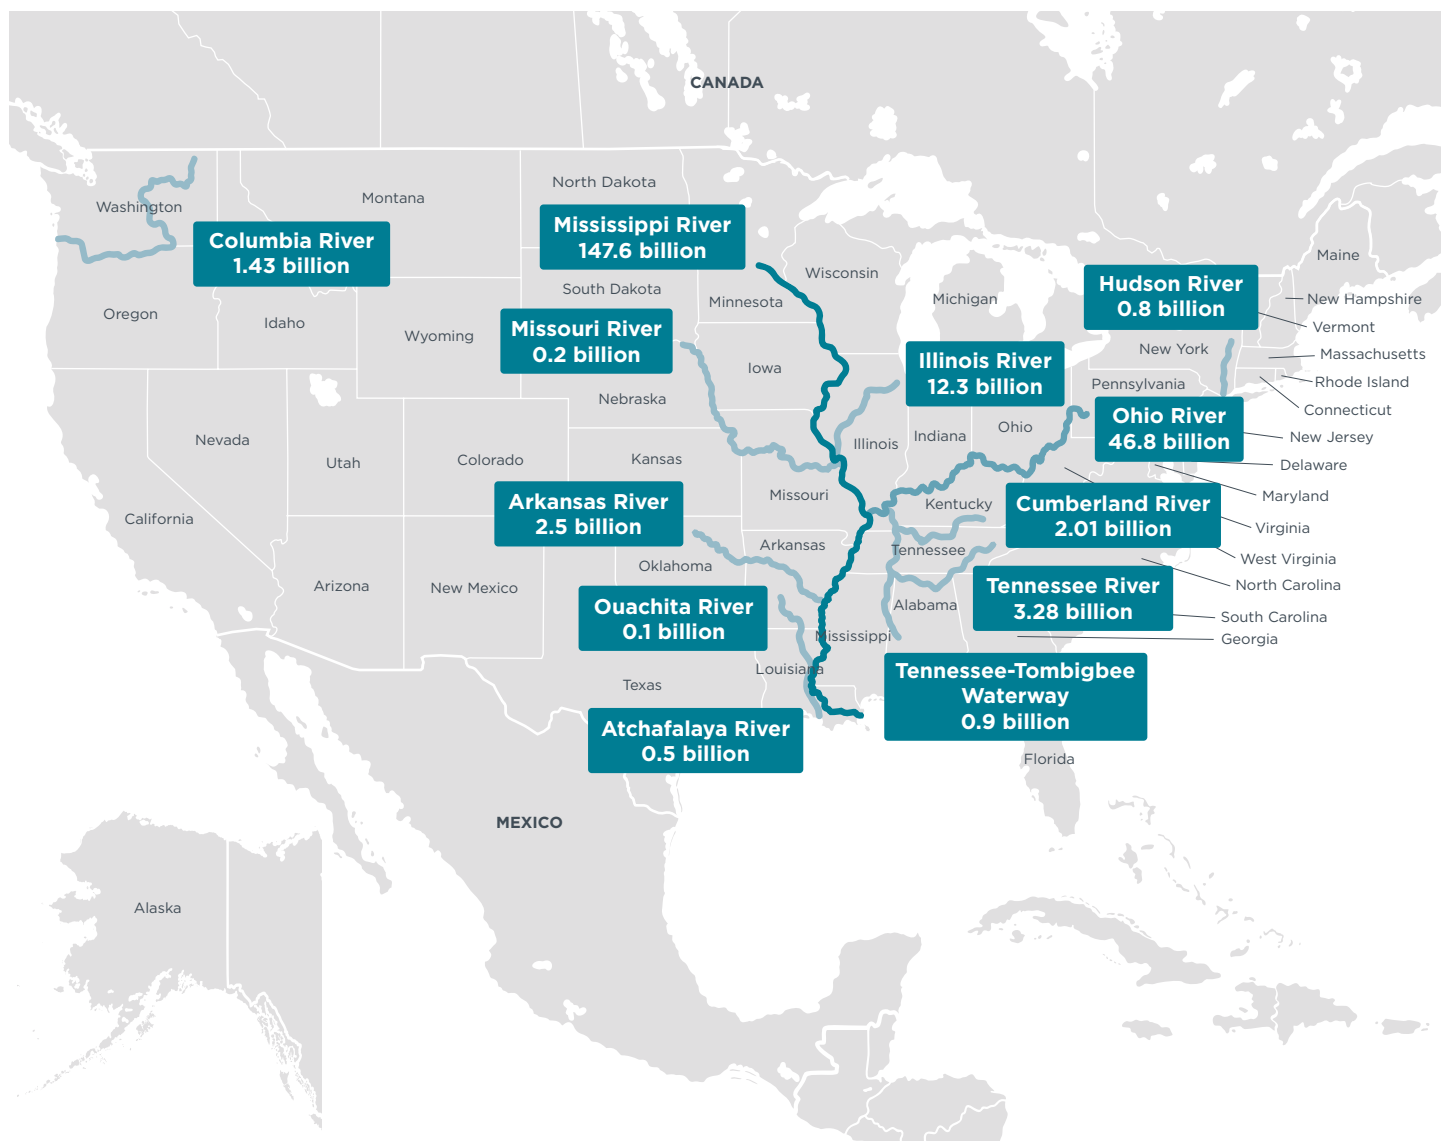 CANADA
North Dakota
Montana
Washington
Mississippi River
147.6 billion
Columbia River
1.43 billion
Maine
Wisconsin
Hudson River
0.8 billion
South Dakota
Minnesota
Michigan
New Hampshire
Oregon
Idaho
Vermont
Missouri River
0.2 billion
Wyoming
New York
Massachusetts
Illinois River
12.3 billion
Iowa
Rhode Island
Pennsylvania
Nebraska
Connecticut
Ohio River
46.8 billion
Nevada
Illinois
Indiana
Ohio
New Jersey
Utah
Colorado
Kansas
Delaware
Missouri
Maryland
Arkansas River
2.5 billion
Kentucky
Cumberland River
2.01 billion
California
Virginia
Arkansas
Tennessee
West Virginia
Oklahoma
Arizona
New Mexico
North Carolina
Tennessee River
3.28 billion
Ouachita River
0.1 billion
Alabama
South Carolina
Mississippi
Georgia
Louisiana
Texas
Tennessee-Tombigbee
Waterway
0.9 billion
Atchafalaya River
0.5 billion
Florida
MEXICO
Alaska